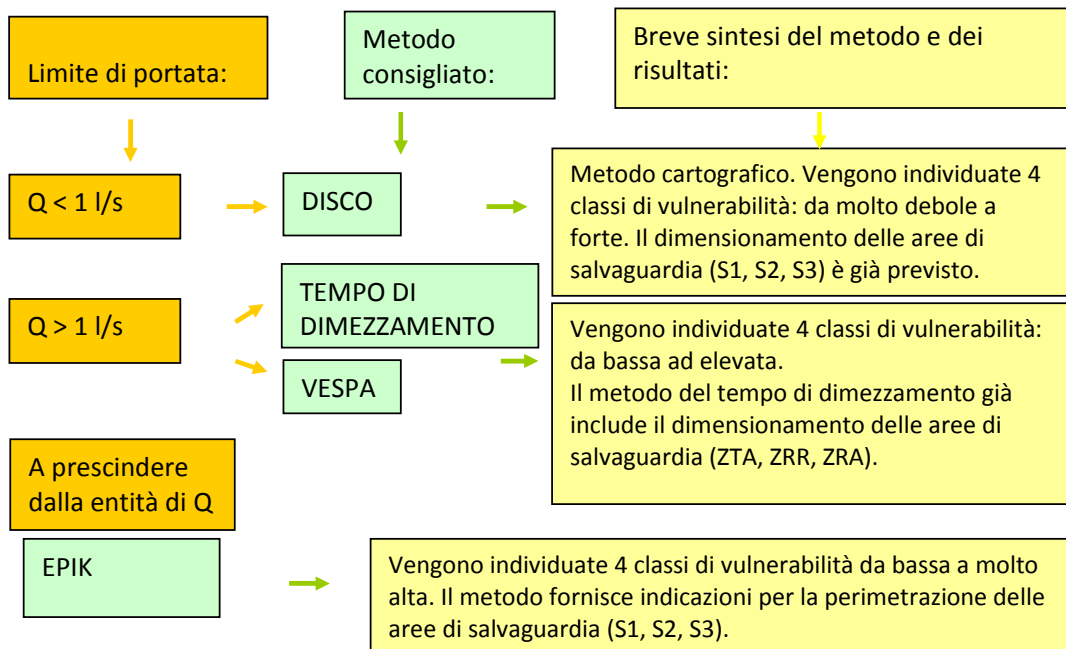 Limite di portata:
Metodo
consigliato:
Breve sintesi del metodo e dei
risultati:
Q < 1 l/s
DISCO
Metodo cartografico. Vengono individuate 4
classi di vulnerabilità: da molto debole a
forte. Il dimensionamento delle aree di
salvaguardia (S1, S2, S3) è già previsto.
Q > 1 l/s
TEMPO DI
DIMEZZAMENTO
VESPA
Vengono individuate 4 classi di vulnerabilità:
da bassa ad elevata.
Il metodo del tempo di dimezzamento già
include il dimensionamento delle aree di
salvaguardia (ZTA, ZRR, ZRA).
A prescindere
dalla entità di Q
EPIK
Vengono individuate 4 classi di vulnerabilità da bassa a molto
alta. Il metodo fornisce indicazioni per la perimetrazione delle
aree di salvaguardia (S1, S2, S3).